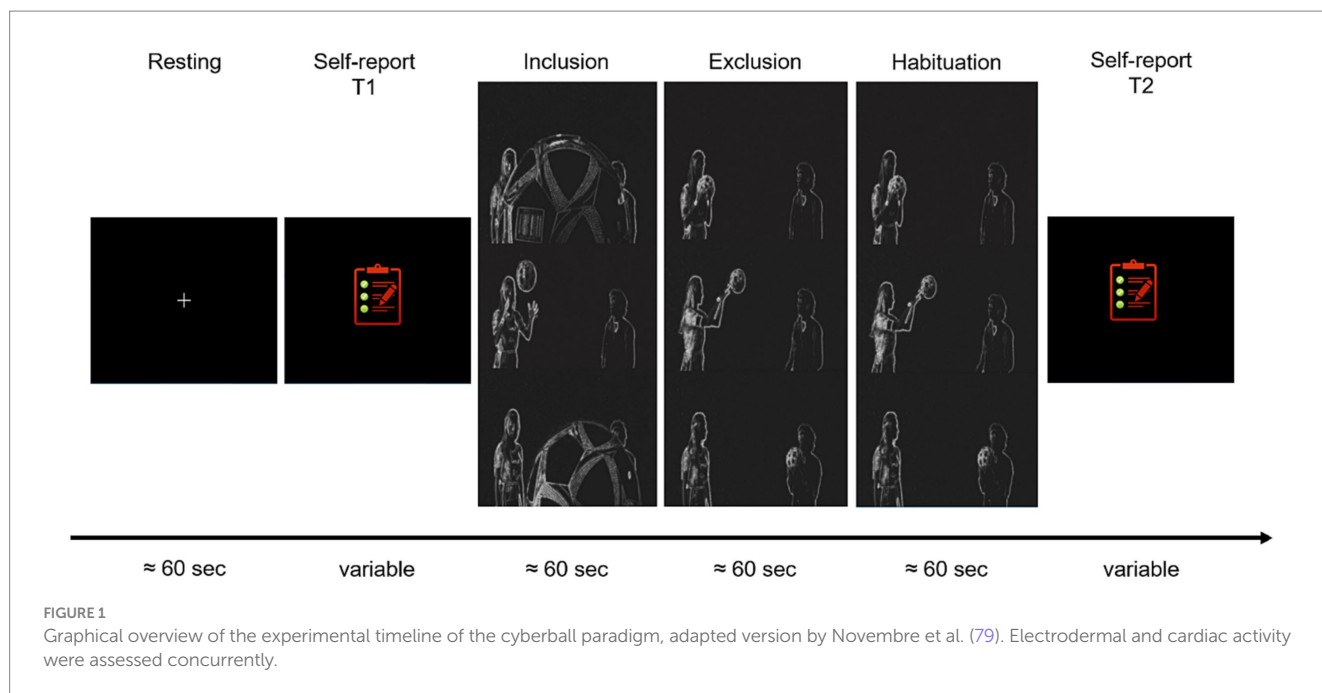 Resting
Self-report
T1
Inclusion
Exclusion
Habituation
Self-report
T2
≈ 60 sec
variable
≈ 60 sec
≈ 60 sec
≈ 60 sec
variable
FIGURE 1
Graphical overview of the experimental timeline of the cyberball paradigm, adapted version by Novembre et al. (79). Electrodermal and cardiac activity
were assessed concurrently.